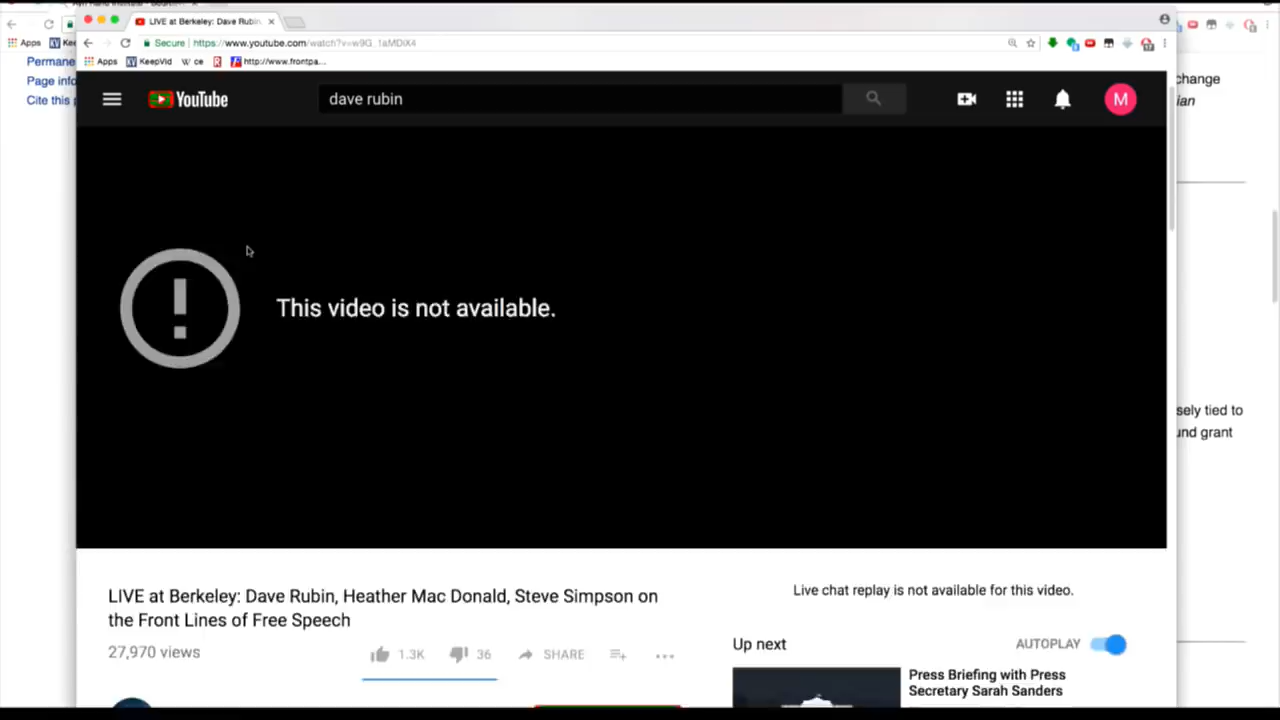 LIVE at Berkeley: Dave Rubin,
Secure https://www.youtube.com/watch?v=w9Q_1aMDiX4
Apps KeepVid W ce R http://www.frontpa...
Apps
Permane
Page info
Cite this p
YouTube
dave rubin
M
change
ian
This video is not available.
sely tied to
und grant
LIVE at Berkeley: Dave Rubin, Heather Mac Donald, Steve Simpson on
the Front Lines of Free Speech
27,970 views
1.3K 36 SHARE
Live chat replay is not available for this video.
Up next AUTOPLAY
Press Briefing with Press
Secretary Sarah Sanders